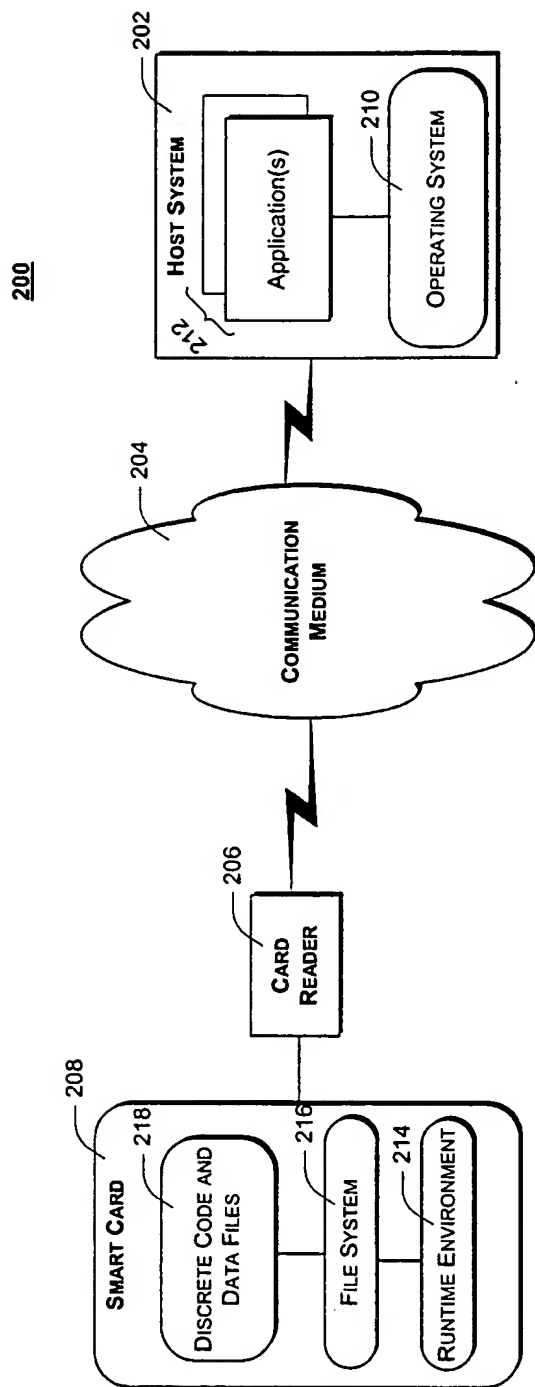 200
208
SMART CARD
218
DISCRETE CODE AND
DATA FILES
216
FILE SYSTEM
214
RUNTIME ENVIRONMENT
206
CARD
READER
204
COMMUNICATION
MEDIUM
202
HOST SYSTEM
212
Application(s)
210
OPERATING SYSTEM